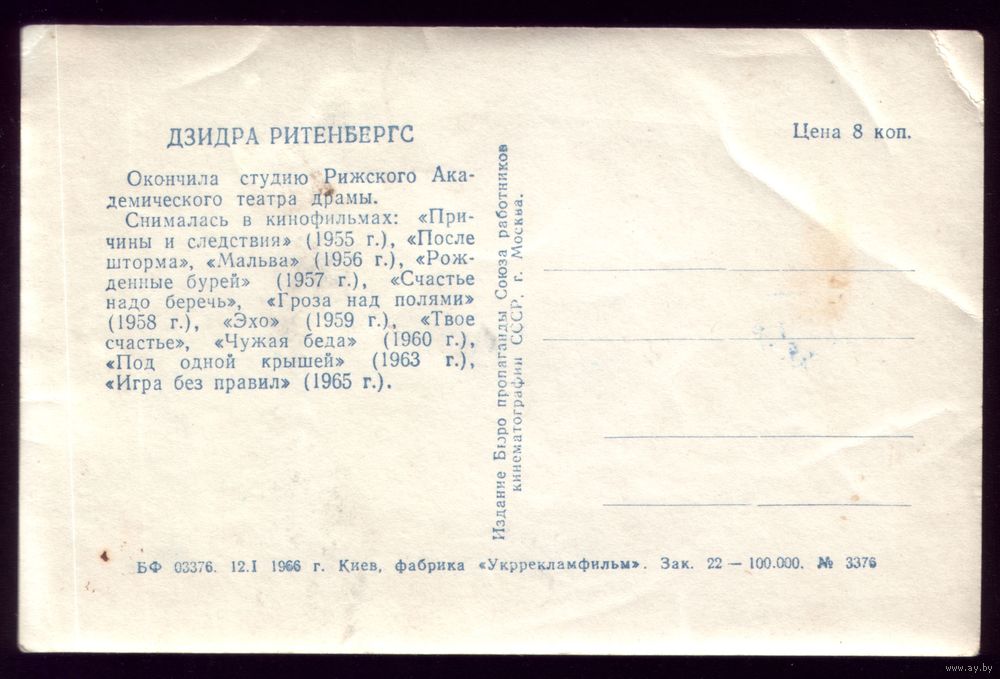 ДЗИДРА РИТЕНБЕРГС
Окончила студию Рижского Ака-
демического театра драмы.
Снималась в кинофильмах: «При-
чины и следствия» (1955 г.), «После
шторма», «Мальва» (1956 г.), «Рож-
денные бурей» (1957 г.), «Счастье
надо беречь», «Гроза над полями»
(1958 г.), «Эхо» (1959 г.), «Твое
счастье», «Чужая беда» (1960 г.),
«Под одной крышей» (1963 г.),
«Игра без правил» (1965 г.).
Издание Бюро пропаганды Союза работников
кинематографии СССР. г. Москва.
Цена 8 коп.
БФ 03376. 12.I 1966 г. Киев, фабрика «Укррекламфильм». Зак. 22 — 100.000. № 3376
www.ay.by